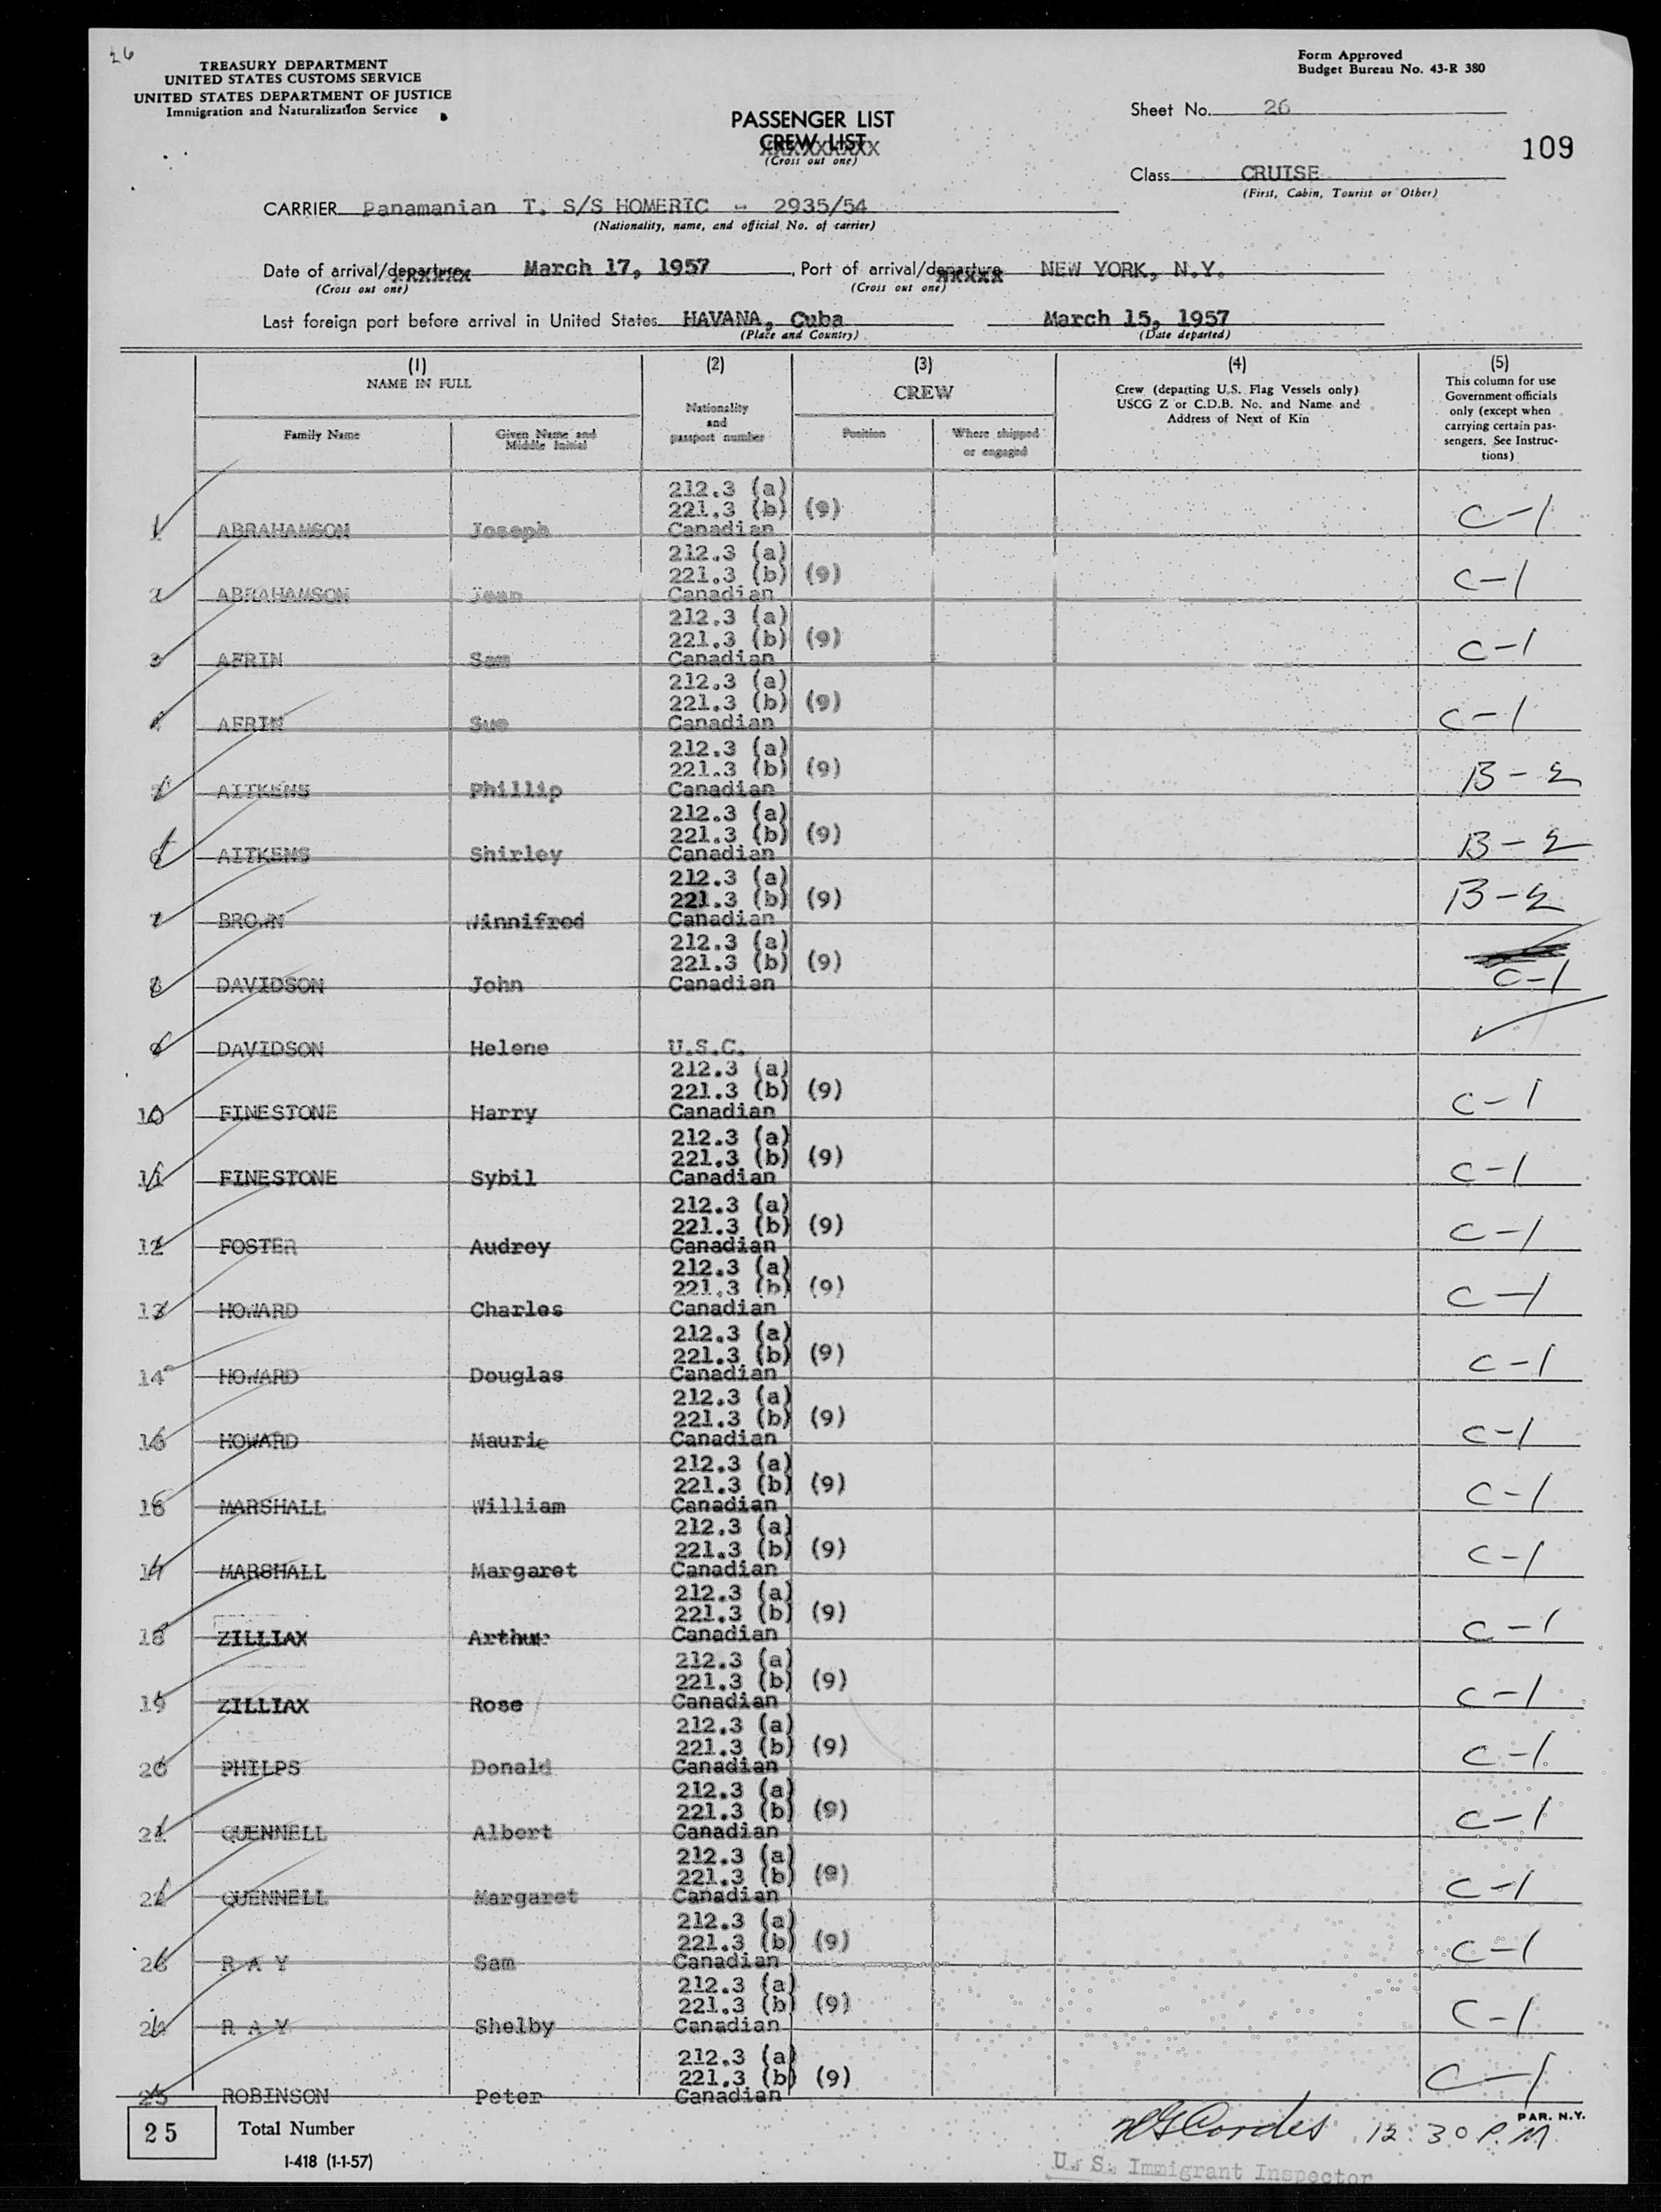 26
TREASURY DEPARTMENT
UNITED STATES CUSTOMS SERVICE
UNITED STATES DEPARTMENT OF JUSTICE
Immigration and Naturalization Service
Form Approved
Budget Bureau No. 43-R 380
PASSENGER LIST
CREW LIST
(Cross out one)
Sheet No. 26
109
Class CRUISE
(First, Cabin, Tourist or Other)
CARRIER Panamanian T. S/S HOMERIC - 2935/54
(Nationality, name, and official No. of carrier)
Date of arrival/departure March 17, 1957, Port of arrival/departure NEW YORK, N.Y.
(Cross out one) (Cross out one)
Last foreign port before arrival in United States HAVANA, Cuba March 15, 1957
(Place and Country) (Date departed)
(1) (2) (3) (4) (5)
NAME IN FULL
Family Name
Given Name and Middle Initial
Nationality and passport number
CREW
Position
Where shipped or engaged
Crew (departing U.S. Flag Vessels only)
USCG Z or C.D.B. No. and Name and
Address of Next of Kin
This column for use
Government officials
only (except when
carrying certain pas-
sengers. See Instruc-
tions)
212.3 (a)
221.3 (b) (9)
1 ABRAHAMSON Joseph Canadian C-1
212.3 (a)
221.3 (b) (9)
2 ABRAHAMSON Jean Canadian C-1
212.3 (a)
221.3 (b) (9)
3 AFRIN Sam Canadian C-1
212.3 (a)
221.3 (b) (9)
4 AFRIN Sue Canadian C-1
212.3 (a)
221.3 (b) (9)
5 AITKENS Phillip Canadian B-2
212.3 (a)
221.3 (b) (9)
6 AITKENS Shirley Canadian B-2
212.3 (a)
221.3 (b) (9)
7 BROWN Winnifred Canadian B-2
212.3 (a)
221.3 (b) (9)
8 DAVIDSON John Canadian C-1
9 DAVIDSON Helene U.S.C.
212.3 (a)
221.3 (b) (9)
10 FINESTONE Harry Canadian C-1
212.3 (a)
221.3 (b) (9)
11 FINESTONE Sybil Canadian C-1
212.3 (a)
221.3 (b) (9)
12 FOSTER Audrey Canadian C-1
212.3 (a)
221.3 (b) (9)
13 HOWARD Charles Canadian C-1
212.3 (a)
221.3 (b) (9)
14 HOWARD Douglas Canadian C-1
212.3 (a)
221.3 (b) (9)
15 HOWARD Maurie Canadian C-1
212.3 (a)
221.3 (b) (9)
16 MARSHALL William Canadian C-1
212.3 (a)
221.3 (b) (9)
17 MARSHALL Margaret Canadian C-1
212.3 (a)
221.3 (b) (9)
18 ZILLIAX Arthur Canadian C-1
212.3 (a)
221.3 (b) (9)
19 ZILLIAX Rose Canadian C-1
212.3 (a)
221.3 (b) (9)
20 PHILPS Donald Canadian C-1
212.3 (a)
221.3 (b) (9)
21 QUENNELL Albert Canadian C-1
212.3 (a)
221.3 (b) (9)
22 QUENNELL Margaret Canadian C-1
212.3 (a)
221.3 (b) (9)
23 R A Y Sam Canadian C-1
212.3 (a)
221.3 (b) (9)
24 R A Y Shelby Canadian C-1
212.3 (a)
221.3 (b) (9)
25 ROBINSON Peter Canadian C-1
25 Total Number
I-418 (1-1-57)
Cordes 12:30 P.M
PAR. N.Y.
U. S. Immigrant Inspector